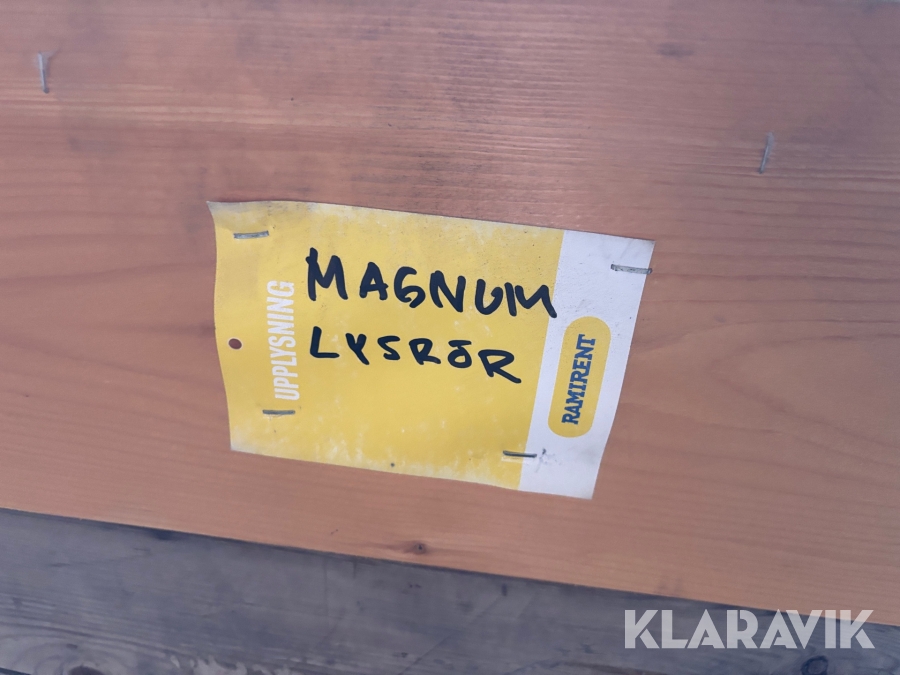 UPPLYSNING
MAGNUM
LYSRÖR
RAMIRENT
KLARAVIK